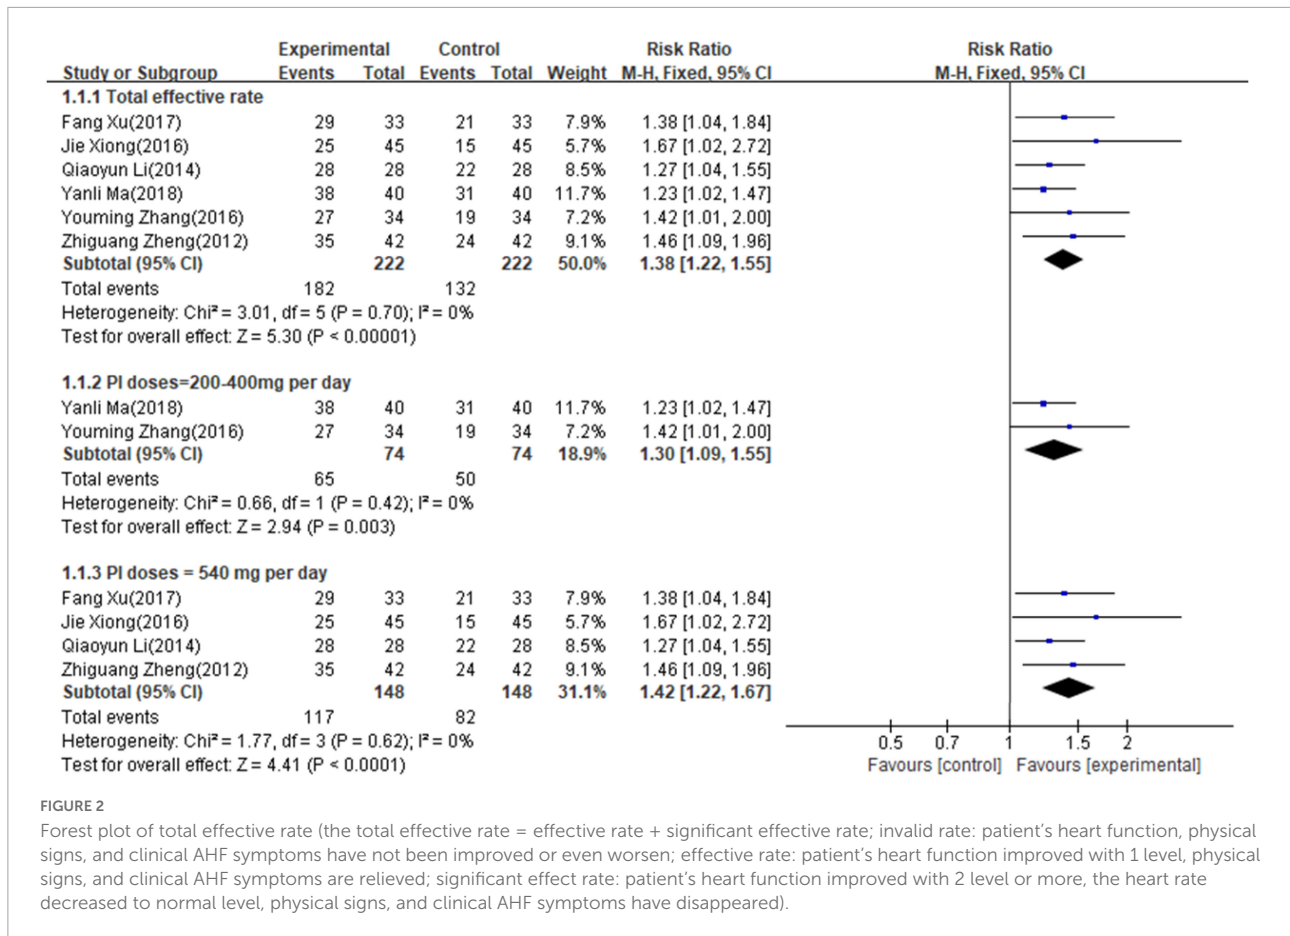 Experimental Control Risk Ratio Risk Ratio
Study or Subgroup Events Total Events Total Weight M-H, Fixed, 95% CI M-H, Fixed, 95% CI
1.1.1 Total effective rate
Fang Xu(2017) 29 33 21 33 7.9% 1.38 [1.04, 1.84]
Jie Xiong(2016) 25 45 15 45 5.7% 1.67 [1.02, 2.72]
Qiaoyun Li(2014) 28 28 22 28 8.5% 1.27 [1.04, 1.55]
Yanli Ma(2018) 38 40 31 40 11.7% 1.23 [1.02, 1.47]
Youming Zhang(2016) 27 34 19 34 7.2% 1.42 [1.01, 2.00]
Zhiguang Zheng(2012) 35 42 24 42 9.1% 1.46 [1.09, 1.96]
Subtotal (95% CI) 222 222 50.0% 1.38 [1.22, 1.55]
Total events 182 132
Heterogeneity: Chi² = 3.01, df = 5 (P = 0.70); I² = 0%
Test for overall effect: Z = 5.30 (P < 0.00001)
1.1.2 PI doses=200-400mg per day
Yanli Ma(2018) 38 40 31 40 11.7% 1.23 [1.02, 1.47]
Youming Zhang(2016) 27 34 19 34 7.2% 1.42 [1.01, 2.00]
Subtotal (95% CI) 74 74 18.9% 1.30 [1.09, 1.55]
Total events 65 50
Heterogeneity: Chi² = 0.66, df = 1 (P = 0.42); I² = 0%
Test for overall effect: Z = 2.94 (P = 0.003)
1.1.3 PI doses = 540 mg per day
Fang Xu(2017) 29 33 21 33 7.9% 1.38 [1.04, 1.84]
Jie Xiong(2016) 25 45 15 45 5.7% 1.67 [1.02, 2.72]
Qiaoyun Li(2014) 28 28 22 28 8.5% 1.27 [1.04, 1.55]
Zhiguang Zheng(2012) 35 42 24 42 9.1% 1.46 [1.09, 1.96]
Subtotal (95% CI) 148 148 31.1% 1.42 [1.22, 1.67]
Total events 117 82
Heterogeneity: Chi² = 1.77, df = 3 (P = 0.62); I² = 0%
Test for overall effect: Z = 4.41 (P < 0.0001)
0.5 0.7 1 1.5 2
Favours [control] Favours [experimental]
FIGURE 2
Forest plot of total effective rate (the total effective rate = effective rate + significant effective rate; invalid rate: patient's heart function, physical
signs, and clinical AHF symptoms have not been improved or even worsen; effective rate: patient's heart function improved with 1 level, physical
signs, and clinical AHF symptoms are relieved; significant effect rate: patient's heart function improved with 2 level or more, the heart rate
decreased to normal level, physical signs, and clinical AHF symptoms have disappeared).